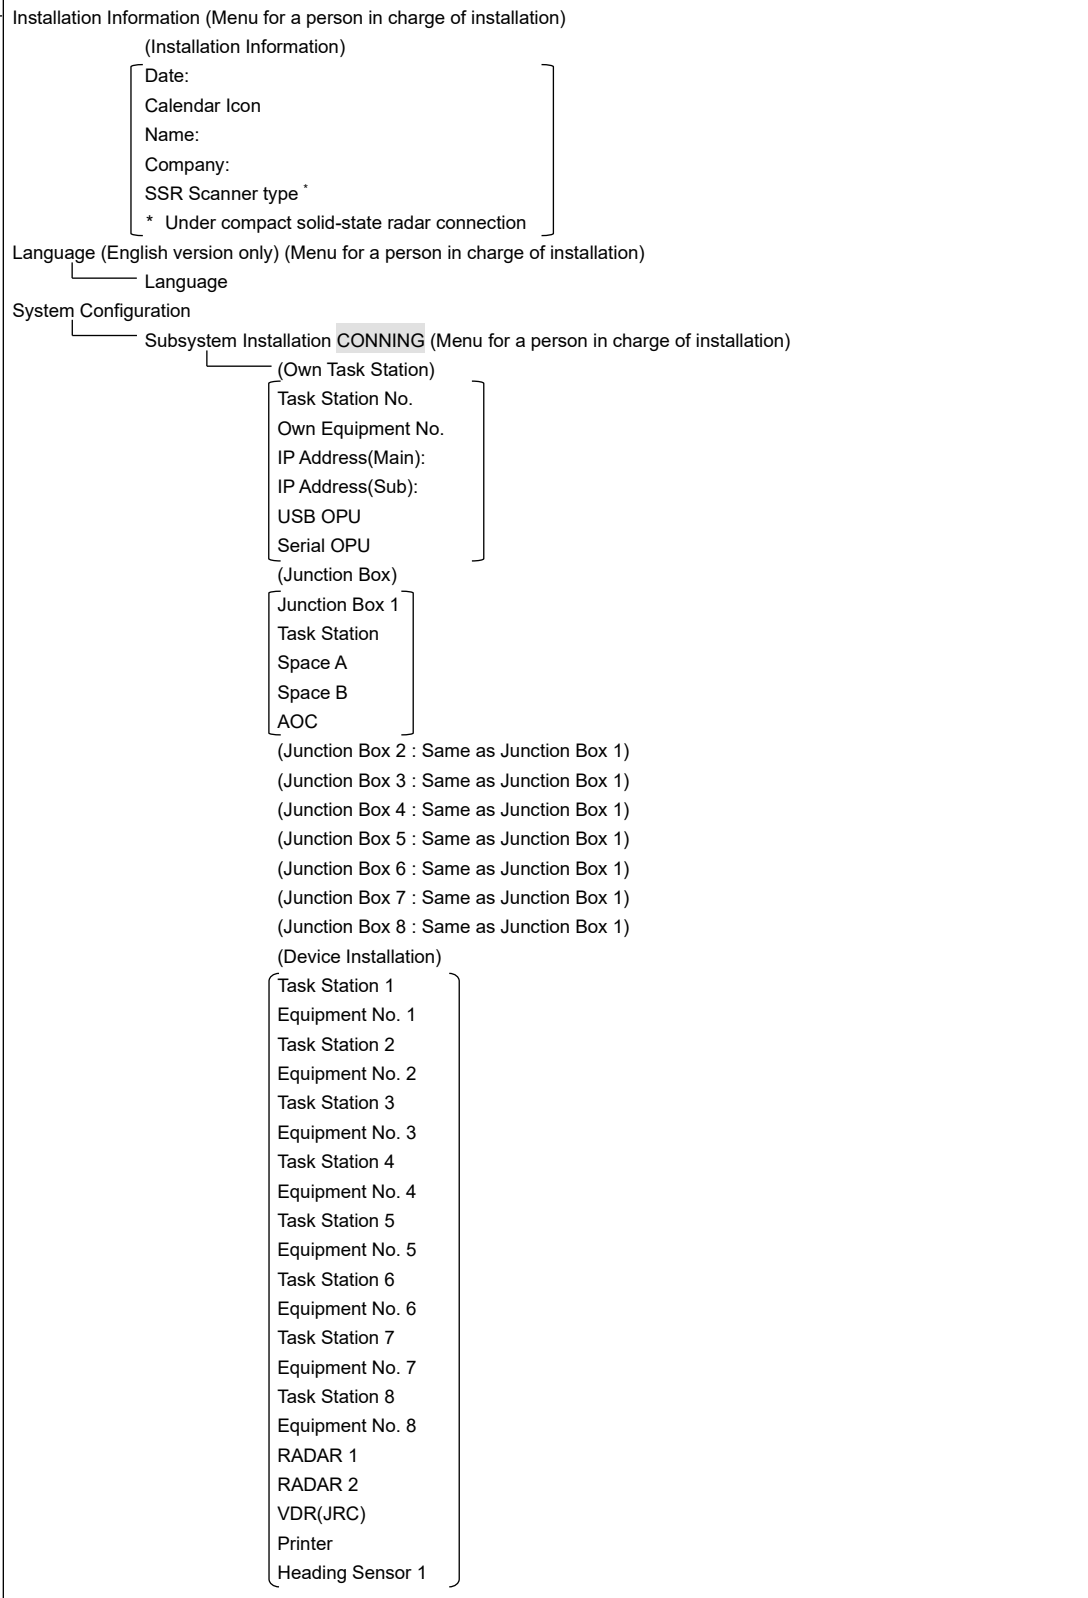 Installation Information (Menu for a person in charge of installation)
(Installation Information)
Date:
Calendar Icon
Name:
Company:
SSR Scanner type *
* Under compact solid-state radar connection
Language (English version only) (Menu for a person in charge of installation)
Language
System Configuration
Subsystem Installation CONNING (Menu for a person in charge of installation)
(Own Task Station)
Task Station No.
Own Equipment No.
IP Address(Main):
IP Address(Sub):
USB OPU
Serial OPU
(Junction Box)
Junction Box 1
Task Station
Space A
Space B
AOC
(Junction Box 2 : Same as Junction Box 1)
(Junction Box 3 : Same as Junction Box 1)
(Junction Box 4 : Same as Junction Box 1)
(Junction Box 5 : Same as Junction Box 1)
(Junction Box 6 : Same as Junction Box 1)
(Junction Box 7 : Same as Junction Box 1)
(Junction Box 8 : Same as Junction Box 1)
(Device Installation)
Task Station 1
Equipment No. 1
Task Station 2
Equipment No. 2
Task Station 3
Equipment No. 3
Task Station 4
Equipment No. 4
Task Station 5
Equipment No. 5
Task Station 6
Equipment No. 6
Task Station 7
Equipment No. 7
Task Station 8
Equipment No. 8
RADAR 1
RADAR 2
VDR(JRC)
Printer
Heading Sensor 1